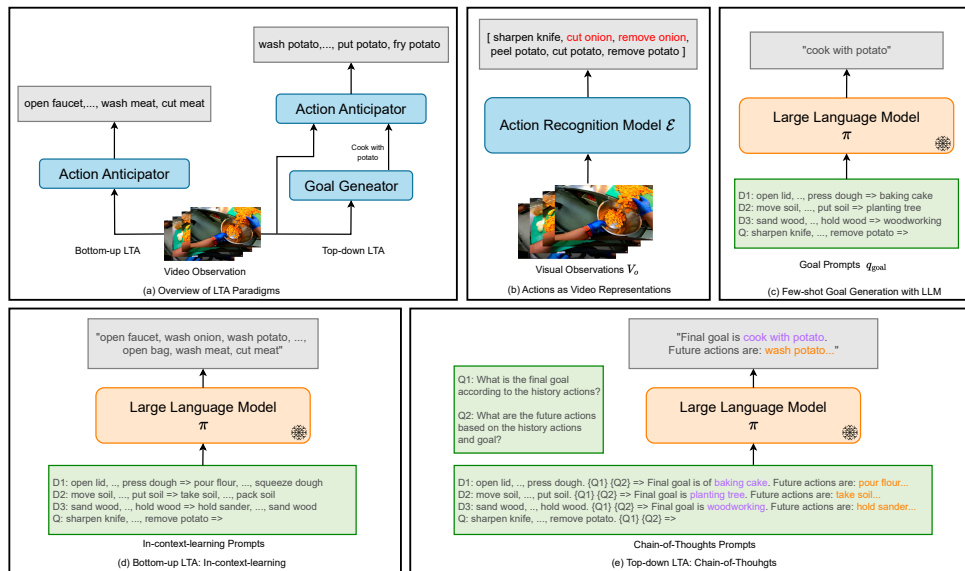 wash potato,..., put potato, fry potato
open faucet,..., wash meat, cut meat
Action Anticipator
Cook with
potato
Action Anticipator
Goal Geneator
Bottom-up LTA
Video Observation
Top-down LTA
(a) Overview of LTA Paradigms
[ sharpen knife, cut onion, remove onion,
peel potato, cut potato, remove potato ]
Action Recognition Model ℰ
Visual Observations V_o
(b) Actions as Video Representations
"cook with potato"
Large Language Model
π
D1: open lid, .., press dough => baking cake
D2: move soil, ..., put soil => planting tree
D3: sand wood, .., hold wood => woodworking
Q: sharpen knife, ..., remove potato =>
Goal Prompts q_goal
(c) Few-shot Goal Generation with LLM
"open faucet, wash onion, wash potato, ...,
open bag, wash meat, cut meat"
Large Language Model
π
D1: open lid, .., press dough => pour flour, ..., squeeze dough
D2: move soil, ..., put soil => take soil, ..., pack soil
D3: sand wood, .., hold wood => hold sander, ..., sand wood
Q: sharpen knife, ..., remove potato =>
In-context-learning Prompts
(d) Bottom-up LTA: In-context-learning
"Final goal is cook with potato.
Future actions are: wash potato..."
Q1: What is the final goal
according to the history actions?
Q2: What are the future actions
based on the history actions
and goal?
Large Language Model
π
D1: open lid, .., press dough. {Q1} {Q2} => Final goal is of baking cake. Future actions are: pour flour...
D2: move soil, ..., put soil. {Q1} {Q2} => Final goal is planting tree. Future actions are: take soil...
D3: sand wood, .., hold wood. {Q1} {Q2} => Final goal is woodworking. Future actions are: hold sander...
Q: sharpen knife, ..., remove potato. {Q1} {Q2} =>
Chain-of-Thoughts Prompts
(e) Top-down LTA: Chain-of-Thouhgts